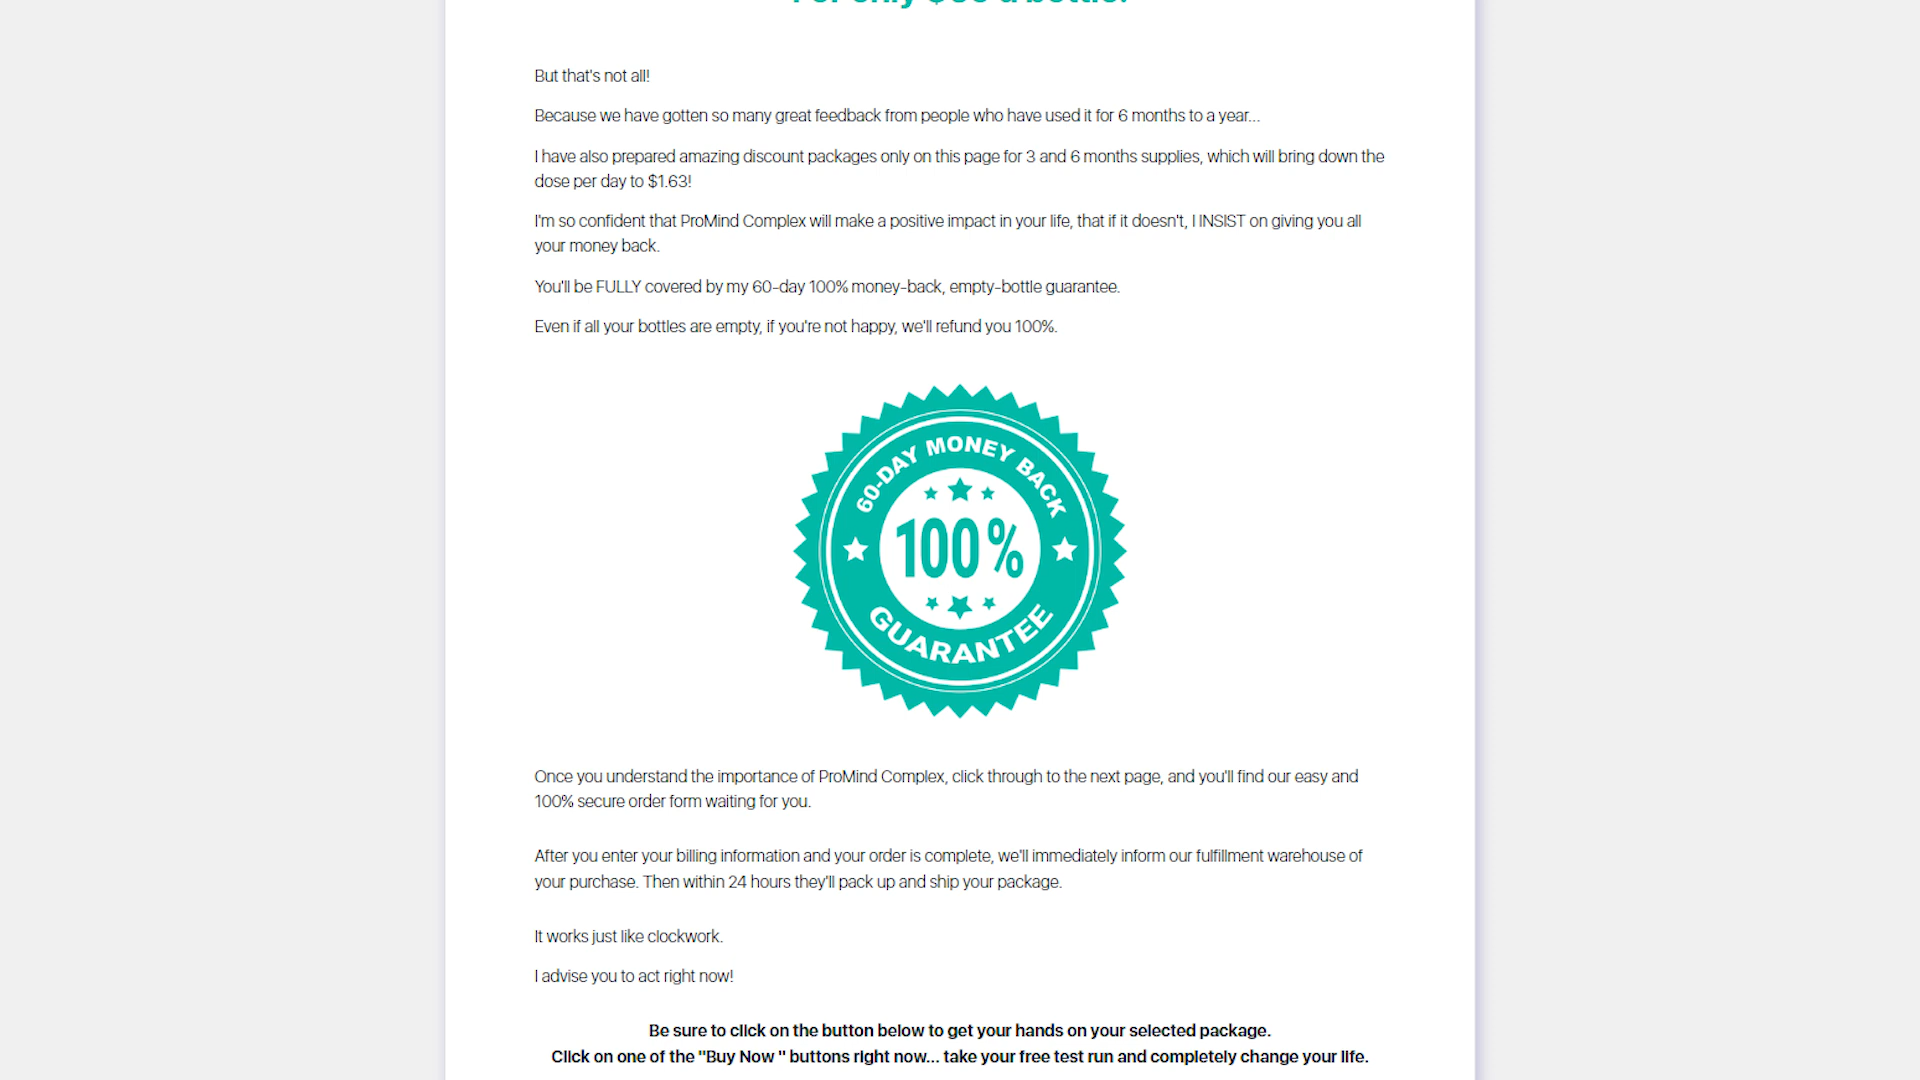 But that's not all!
Because we have gotten so many great feedback from people who have used it for 6 months to a year...
I have also prepared amazing discount packages only on this page for 3 and 6 months supplies, which will bring down the
dose per day to $1.63!
I'm so confident that ProMind Complex will make a positive impact in your life, that if it doesn't, I INSIST on giving you all
your money back.
You'll be FULLY covered by my 60-day 100% money-back, empty-bottle guarantee.
Even if all your bottles are empty, if you're not happy, we'll refund you 100%.
60-DAY MONEY BACK
100%
GUARANTEE
Once you understand the importance of ProMind Complex, click through to the next page, and you'll find our easy and
100% secure order form waiting for you.
After you enter your billing information and your order is complete, we'll immediately inform our fulfillment warehouse of
your purchase. Then within 24 hours they'll pack up and ship your package.
It works just like clockwork.
I advise you to act right now!
Be sure to click on the button below to get your hands on your selected package.
Click on one of the "Buy Now " buttons right now... take your free test run and completely change your life.